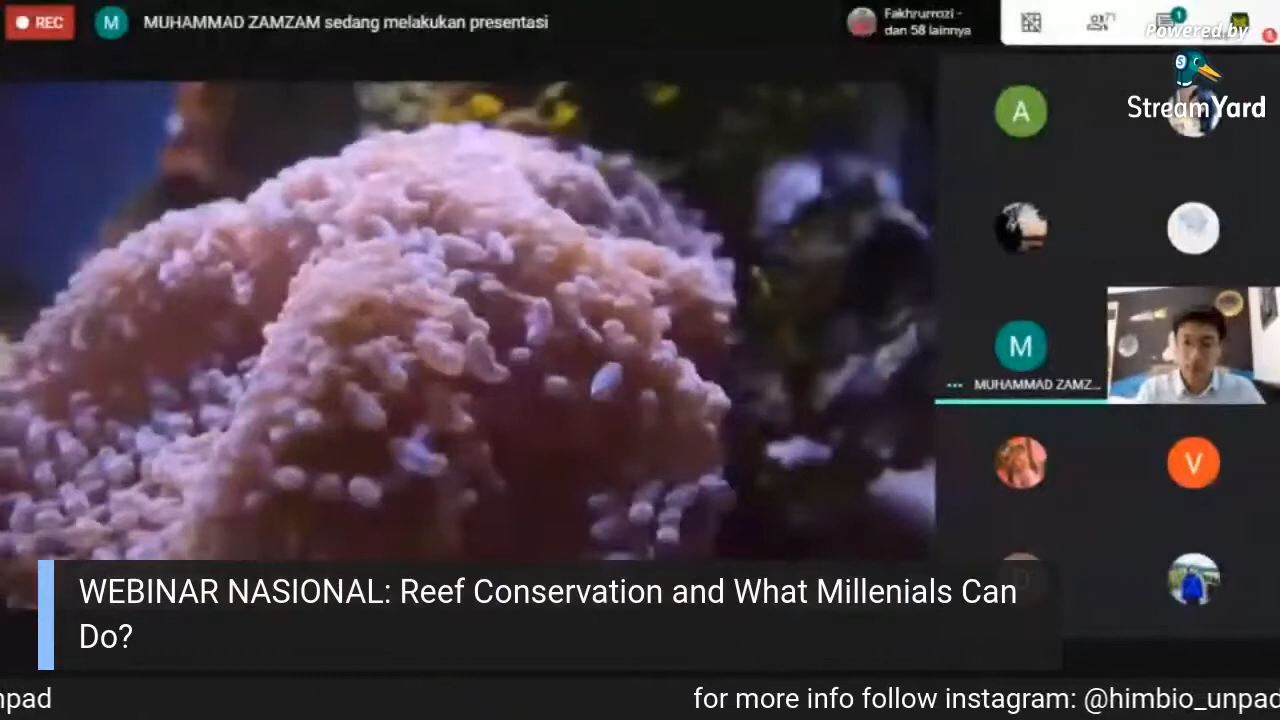 REC
M
MUHAMMAD ZAMZAM sedang melakukan presentasi
Fakhrurrozi -
dan 58 lainnya
1
Powered by
S
StreamYard
A
M
MUHAMMAD ZAMZ...
V
D
WEBINAR NASIONAL: Reef Conservation and What Millenials Can
Do?
npad
for more info follow instagram: @himbio_unpad